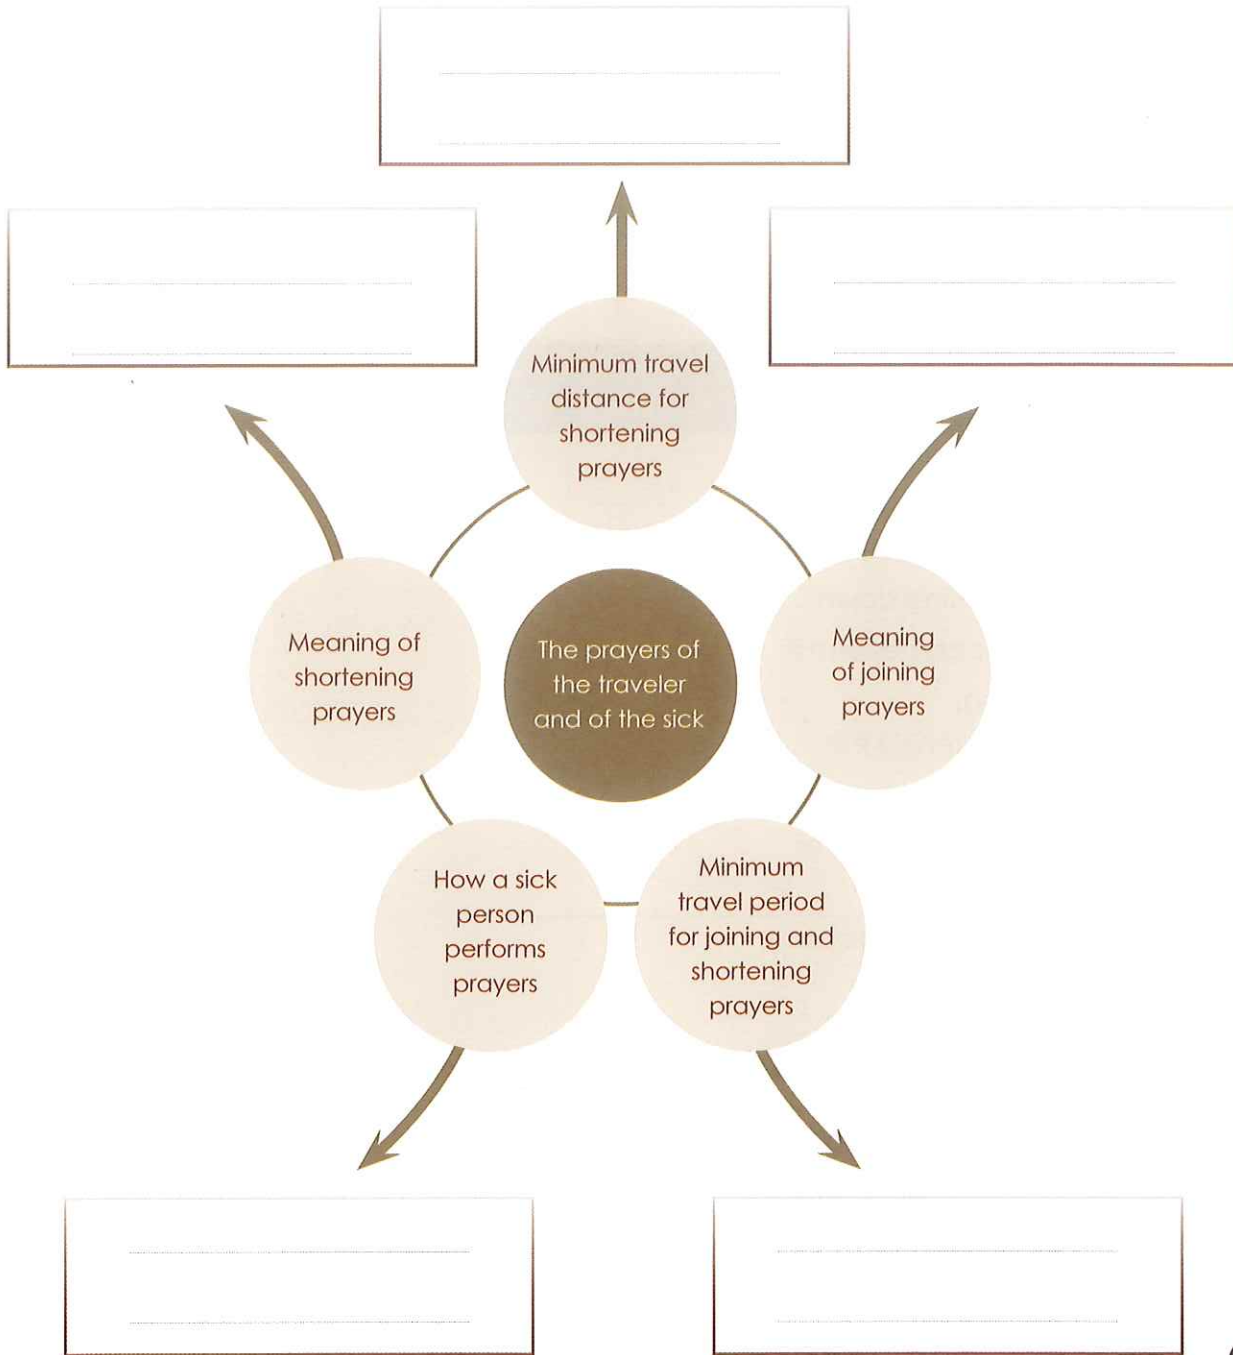 Minimum travel
distance for
shortening
prayers
Meaning of
shortening
prayers
The prayers of
the traveler
and of the sick
Meaning
of joining
prayers
How a sick
person
performs
prayers
Minimum
travel period
for joining and
shortening
prayers